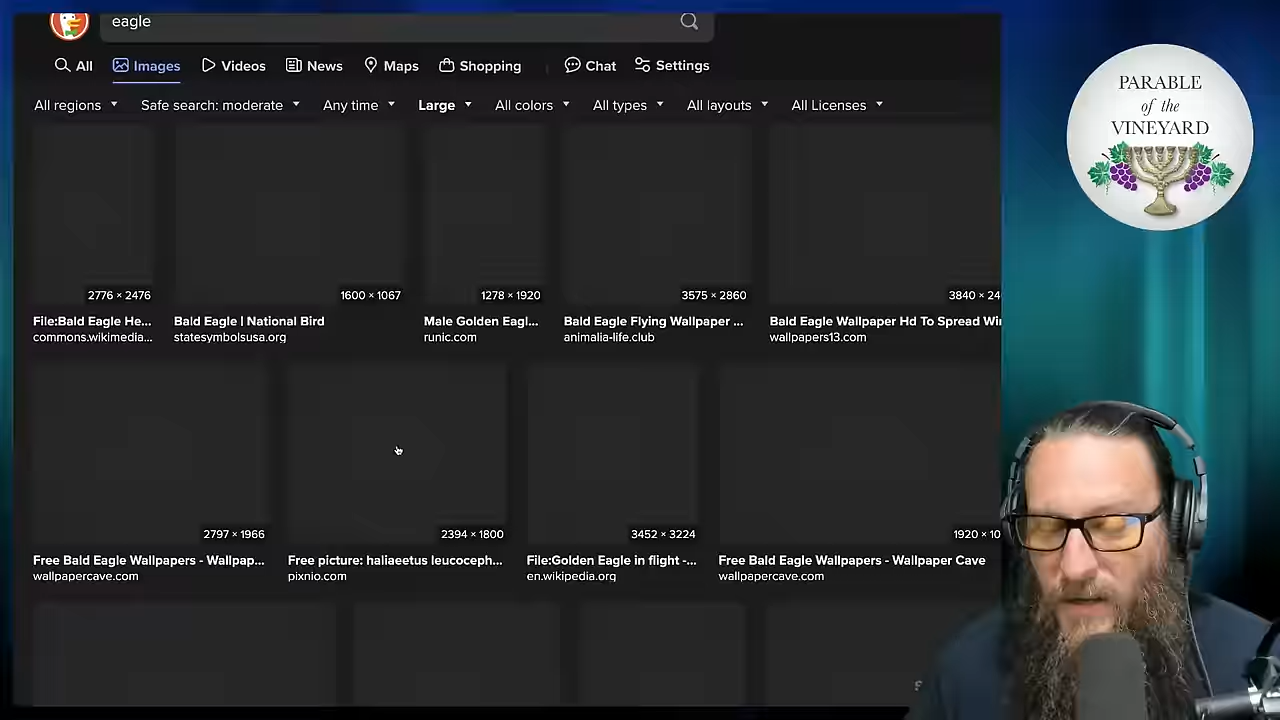 eagle
All Images Videos News Maps Shopping Chat Settings
All regions Safe search: moderate Any time Large All colors All types All layouts All Licenses
PARABLE
of the
VINEYARD
2776 × 2476 1600 × 1067 1278 × 1920 3575 × 2860 3840 × 24
File:Bald Eagle He... Bald Eagle | National Bird Male Golden Eagl... Bald Eagle Flying Wallpaper ... Bald Eagle Wallpaper Hd To Spread Win
commons.wikimedia... statesymbolsusa.org runic.com animalia-life.club wallpapers13.com
2797 × 1966 2394 × 1800 3452 × 3224 1920 × 10
Free Bald Eagle Wallpapers - Wallpap... Free picture: haliaeetus leucoceph... File:Golden Eagle in flight -... Free Bald Eagle Wallpapers - Wallpaper Cave
wallpapercave.com pixnio.com en.wikipedia.org wallpapercave.com